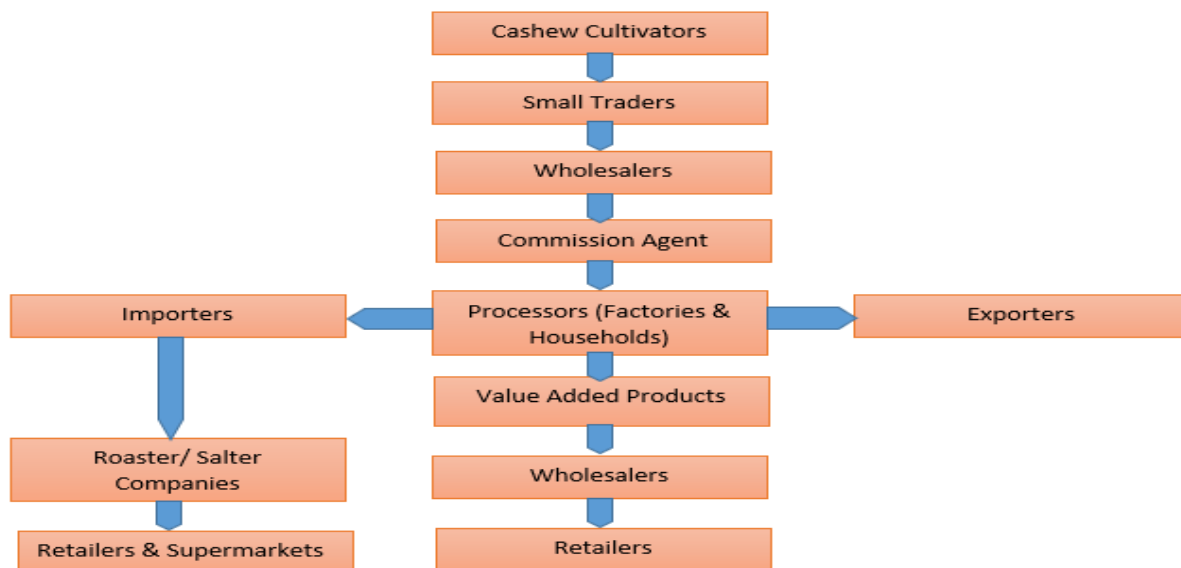 Cashew Cultivators
Small Traders
Wholesalers
Commission Agent
Importers
Processors (Factories &
Households)
Exporters
Value Added Products
Roaster/ Salter
Companies
Wholesalers
Retailers & Supermarkets
Retailers